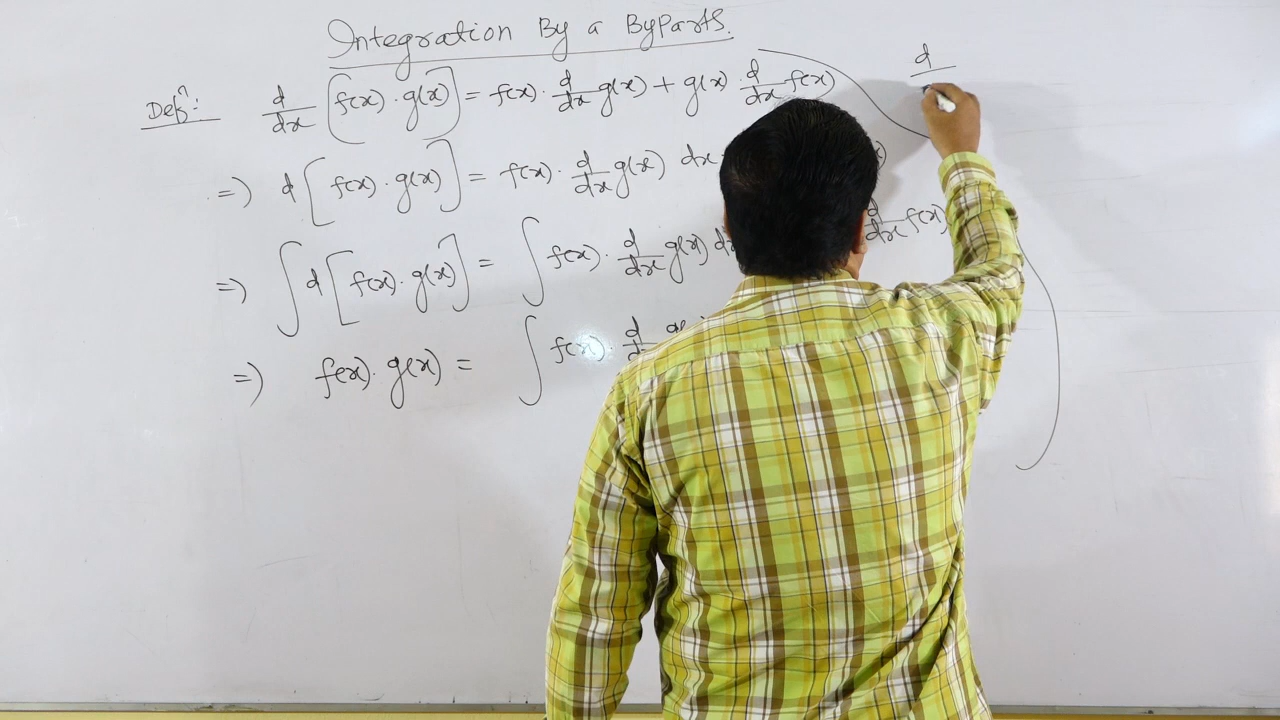 Integration By a ByParts.
Defⁿ: d/dx [f(x) · g(x)] = f(x) · d/dx g(x) + g(x) · d/dx f(x)
=) d [f(x) · g(x)] = f(x) · d/dx g(x) dx
=) ∫ d [f(x) · g(x)] = ∫ f(x) · d/dx g(x) dx d/dx f(x)
=) f(x) · g(x) = ∫ f(x) · d/dx
d